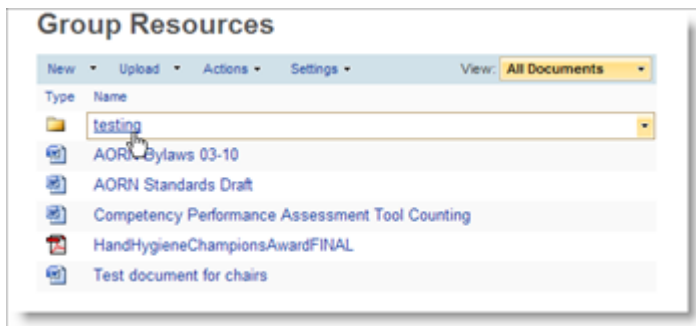 Group Resources
New Upload Actions Settings View: All Documents
Type Name
testing
AORN Bylaws 03-10
AORN Standards Draft
Competency Performance Assessment Tool Counting
HandHygieneChampionsAwardFINAL
Test document for chairs